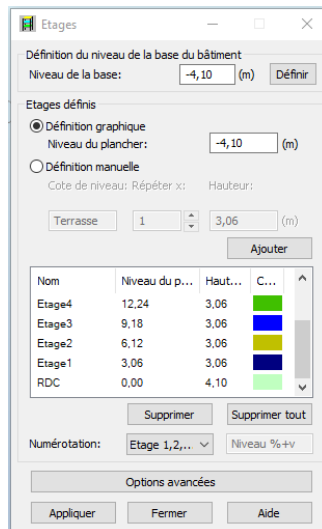 Etages
Définition du niveau de la base du bâtiment
Niveau de la base: -4,10 (m) Définir
Etages définis
Définition graphique
Niveau du plancher: -4,10 (m)
Définition manuelle
Cote de niveau: Répéter x: Hauteur:
Terrasse 1 3,06 (m)
Ajouter
Nom Niveau du p... Haut... C...
Etage4 12,24 3,06
Etage3 9,18 3,06
Etage2 6,12 3,06
Etage1 3,06 3,06
RDC 0,00 4,10
Supprimer Supprimer tout
Numérotation: Etage 1,2,... Niveau %+v
Options avancées
Appliquer Fermer Aide